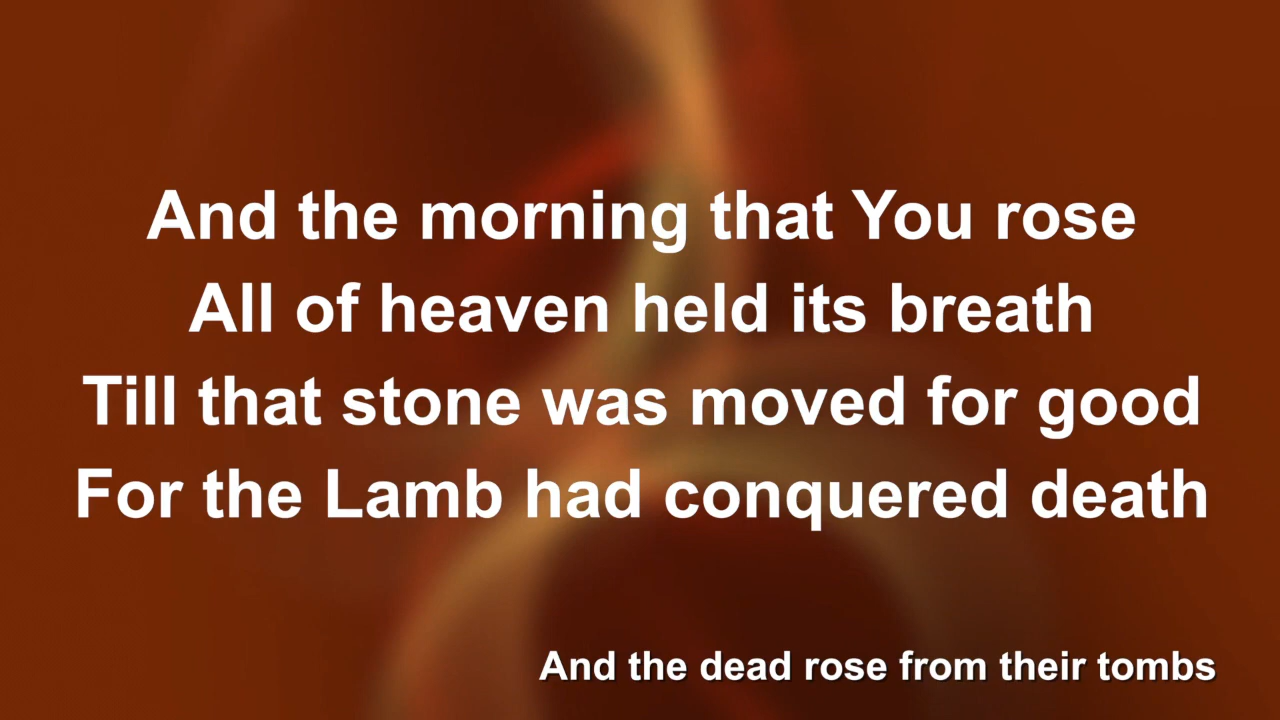 And the morning that You rose
All of heaven held its breath
Till that stone was moved for good
For the Lamb had conquered death
And the dead rose from their tombs